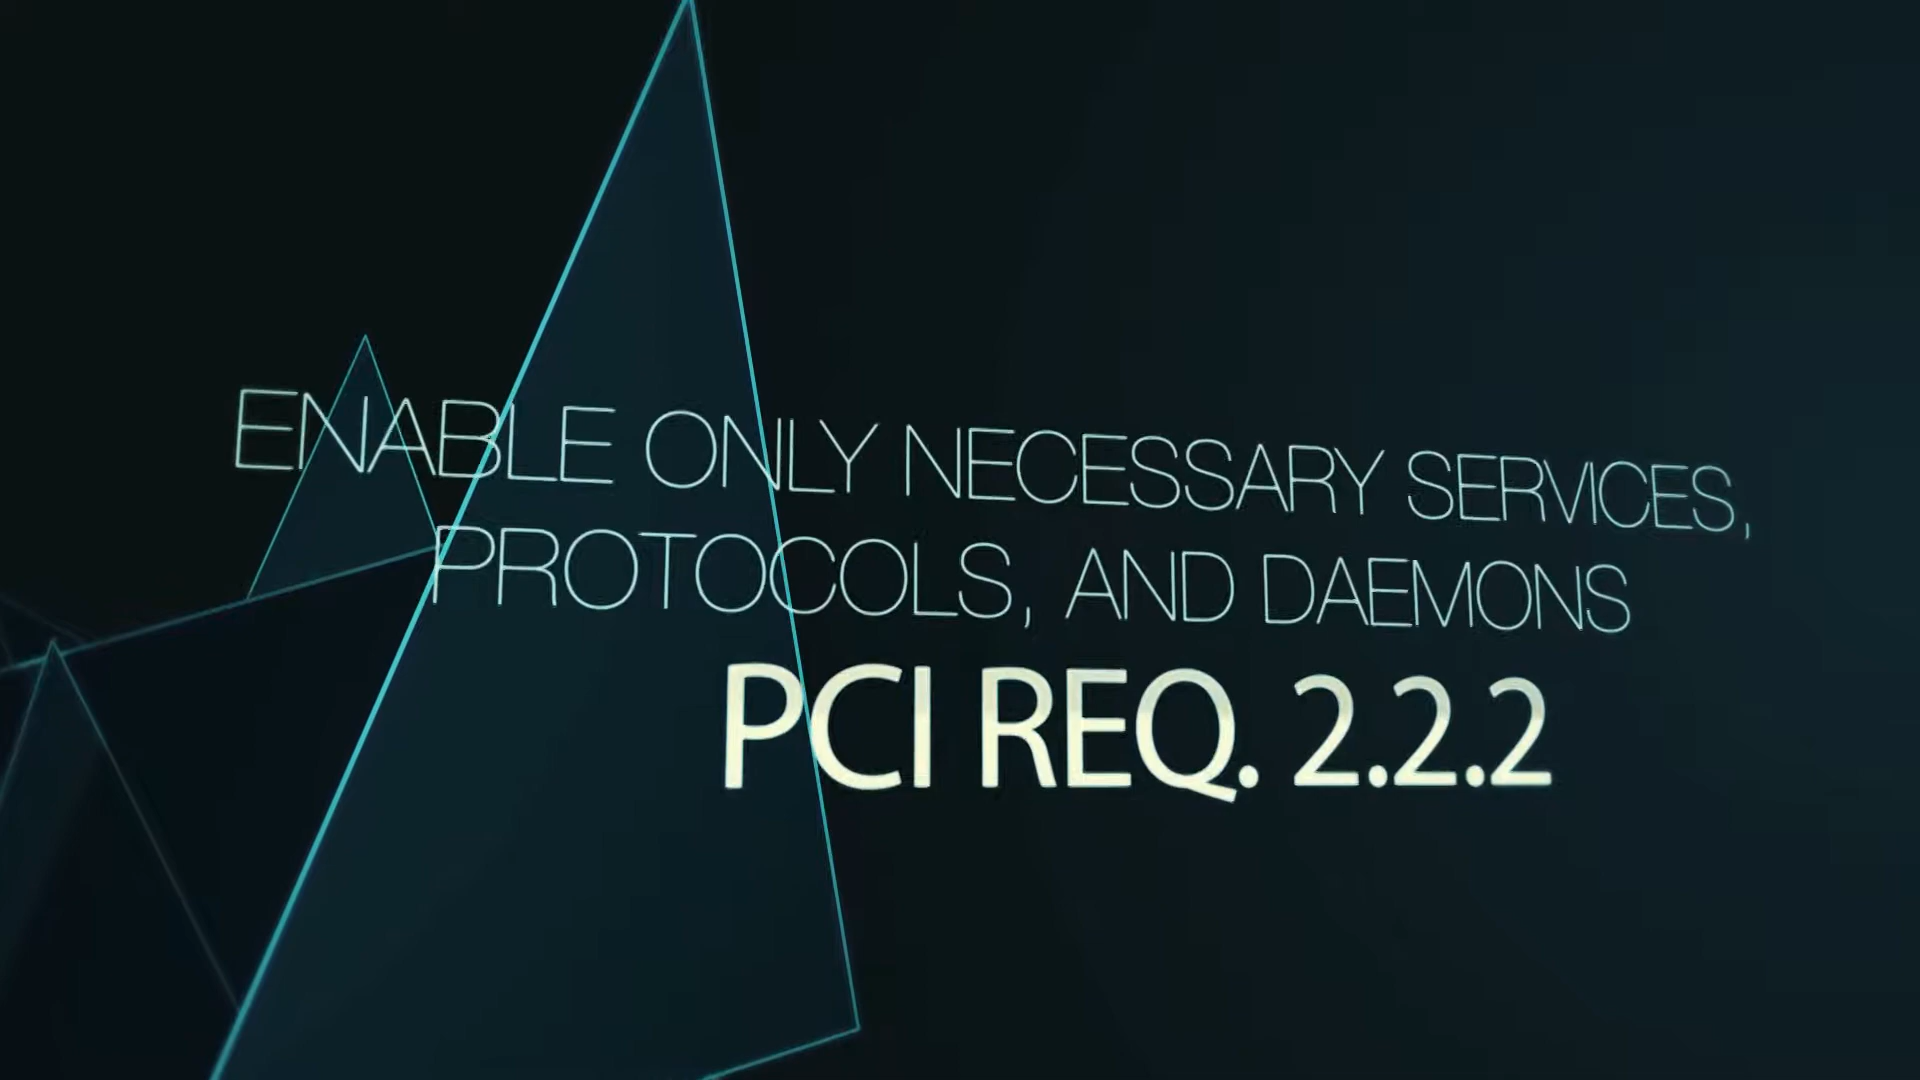 ENABLE ONLY NECESSARY SERVICES,
PROTOCOLS, AND DAEMONS
PCI REQ. 2.2.2